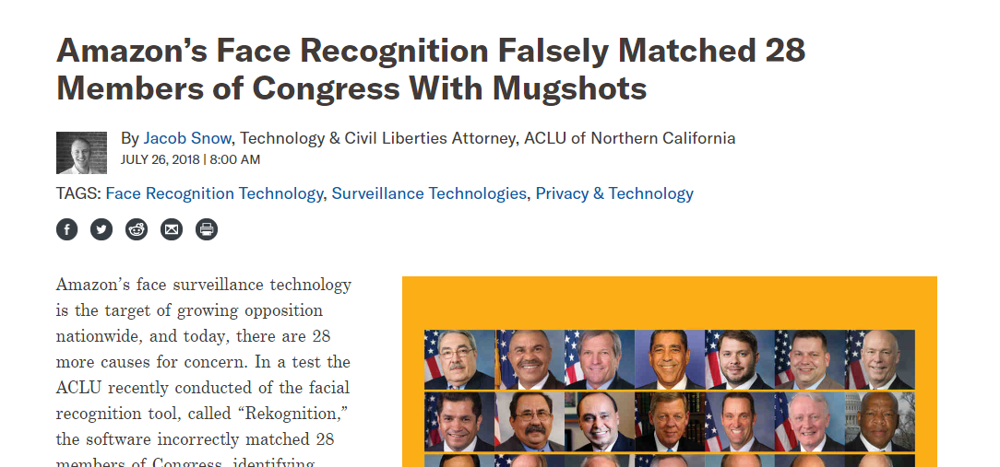 Amazon’s Face Recognition Falsely Matched 28
Members of Congress With Mugshots
By Jacob Snow, Technology & Civil Liberties Attorney, ACLU of Northern California
JULY 26, 2018 | 8:00 AM
TAGS: Face Recognition Technology, Surveillance Technologies, Privacy & Technology
Amazon’s face surveillance technology
is the target of growing opposition
nationwide, and today, there are 28
more causes for concern. In a test the
ACLU recently conducted of the facial
recognition tool, called “Rekognition,”
the software incorrectly matched 28
members of Congress, identifying